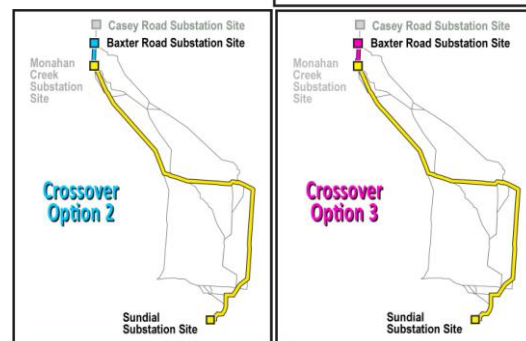 Casey Road Substation Site
Baxter Road Substation Site
Monahan
Creek
Substation
Site
Crossover
Option 2
Sundial
Substation Site
Casey Road Substation Site
Baxter Road Substation Site
Monahan
Creek
Substation
Site
Crossover
Option 3
Sundial
Substation Site